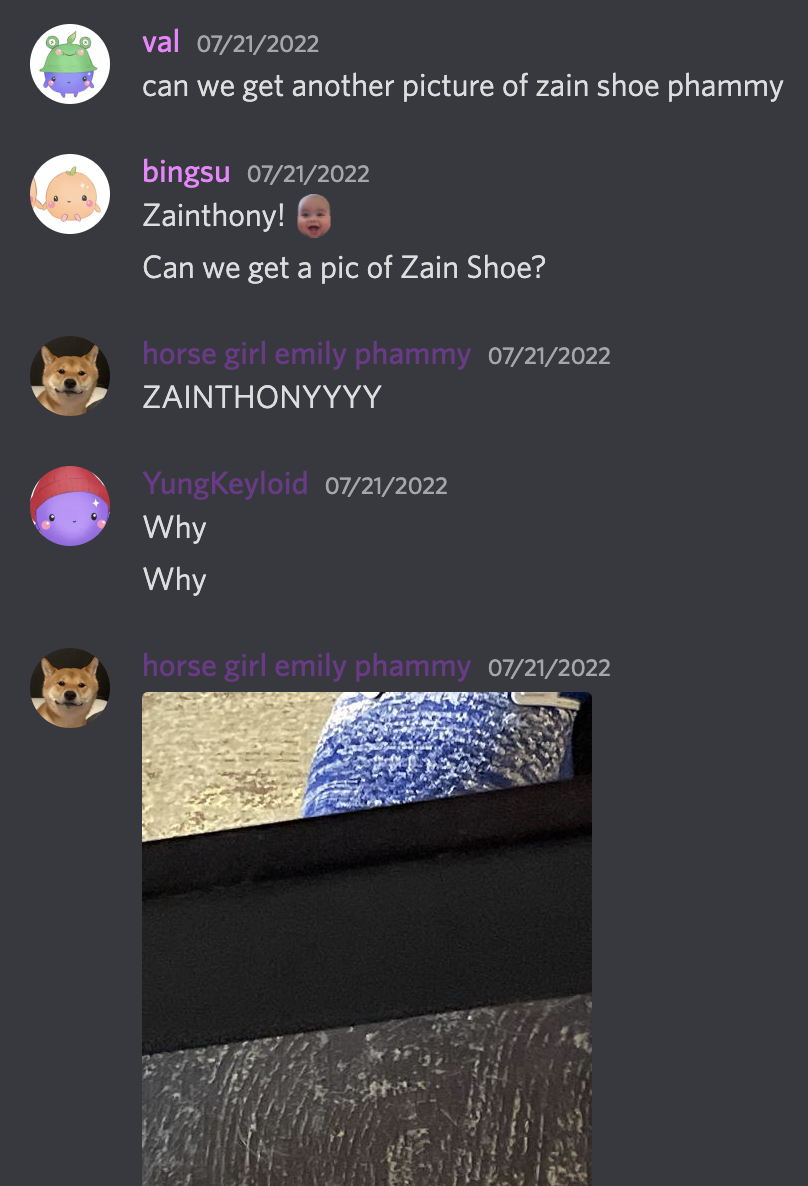 val 07/21/2022
can we get another picture of zain shoe phammy
bingsu 07/21/2022
Zainthony!
Can we get a pic of Zain Shoe?
horse girl emily phammy 07/21/2022
ZAINTHONYYYY
YungKeyloid 07/21/2022
Why
Why
horse girl emily phammy 07/21/2022